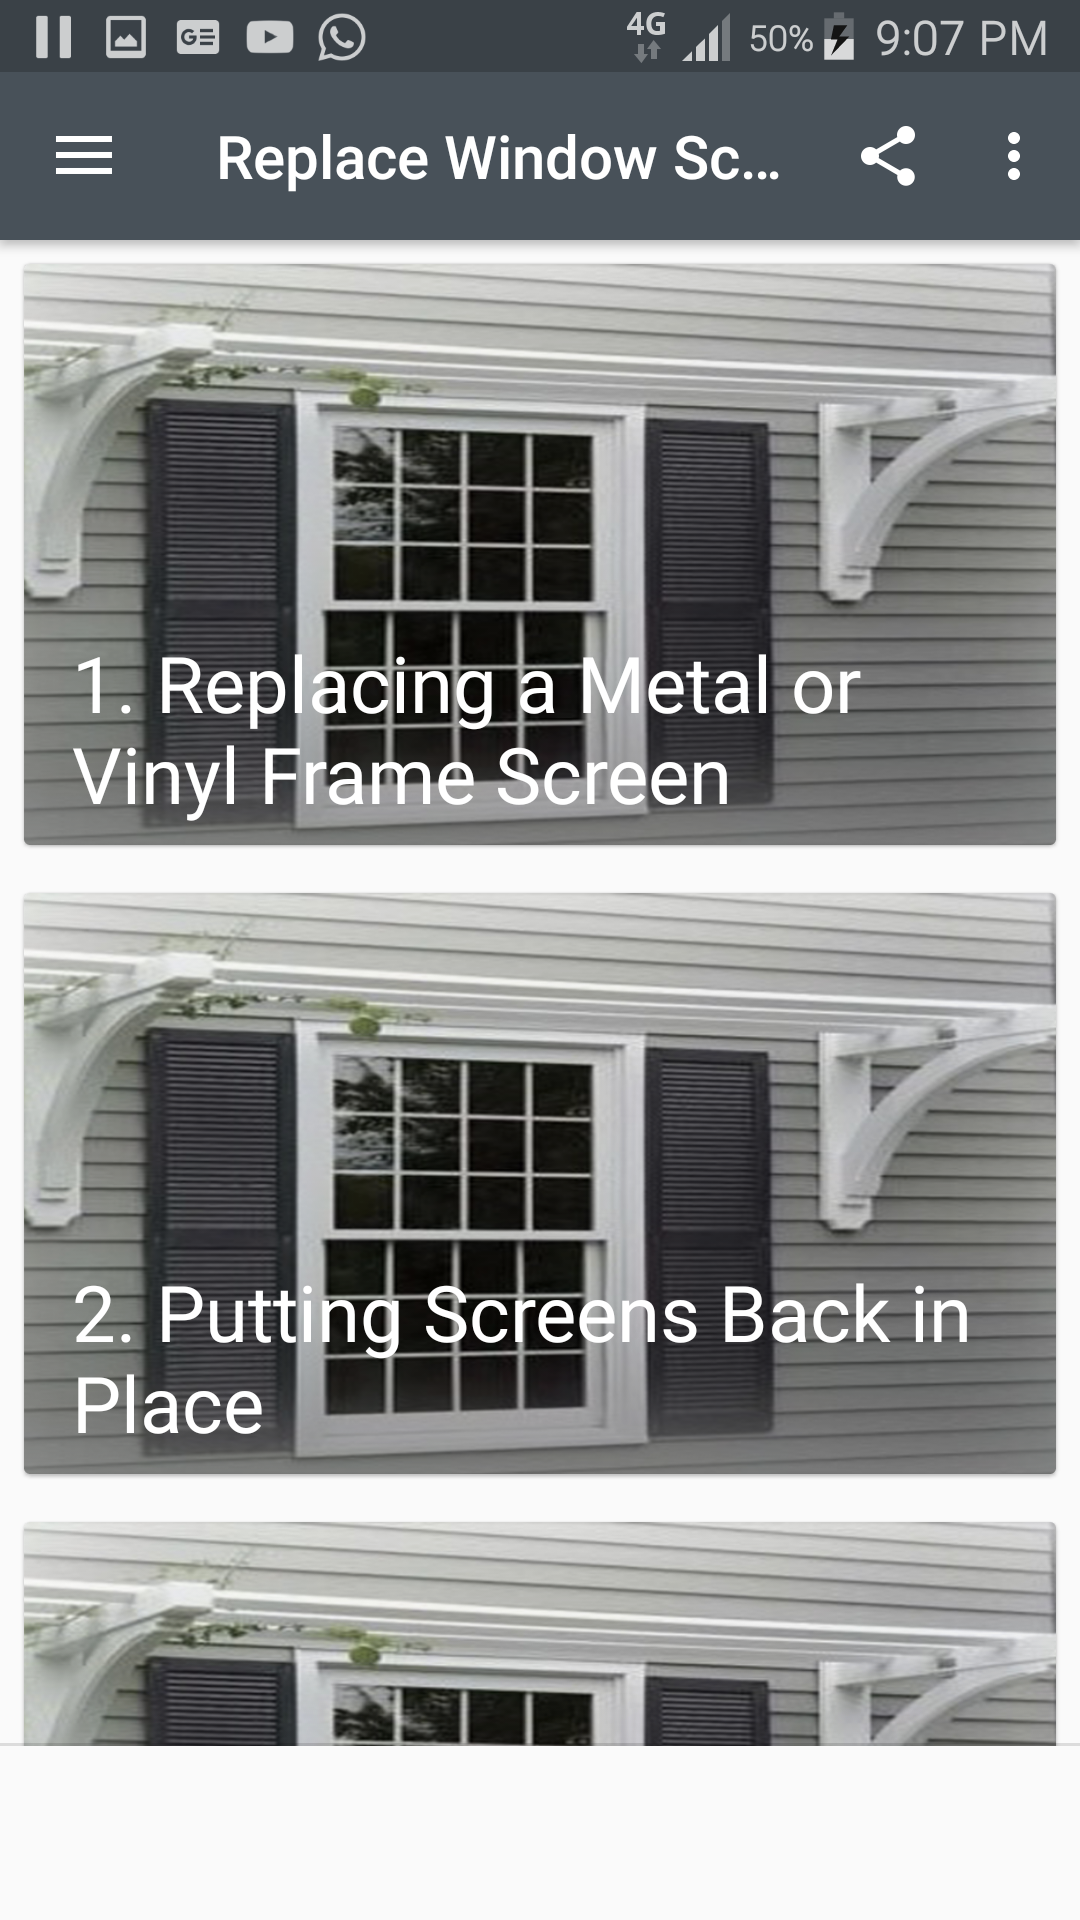 GE
4G
50%
9:07 PM
Replace Window Sc...
1. Replacing a Metal or
Vinyl Frame Screen
2. Putting Screens Back in
Place